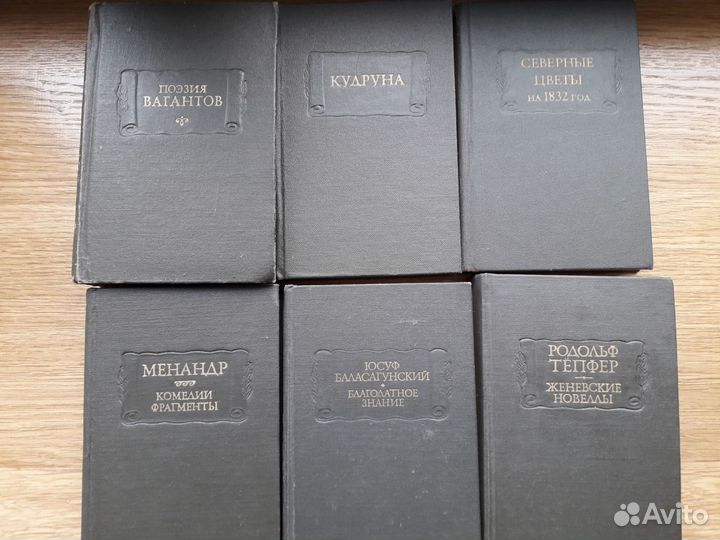 ПОЭЗИЯ
ВАГАНТОВ
КУДРУНА
СЕВЕРНЫЕ
ЦВЕТЫ
НА 1832 ГОД
МЕНАНДР
КОМЕДИИ
ФРАГМЕНТЫ
ЮСУФ
БАЛАСАГУНСКИЙ
БЛАГОДАТНОЕ
ЗНАНИЕ
РОДОЛЬФ
ТЁПФЕР
ЖЕНЕВСКИЕ
НОВЕЛЛЫ
Avito